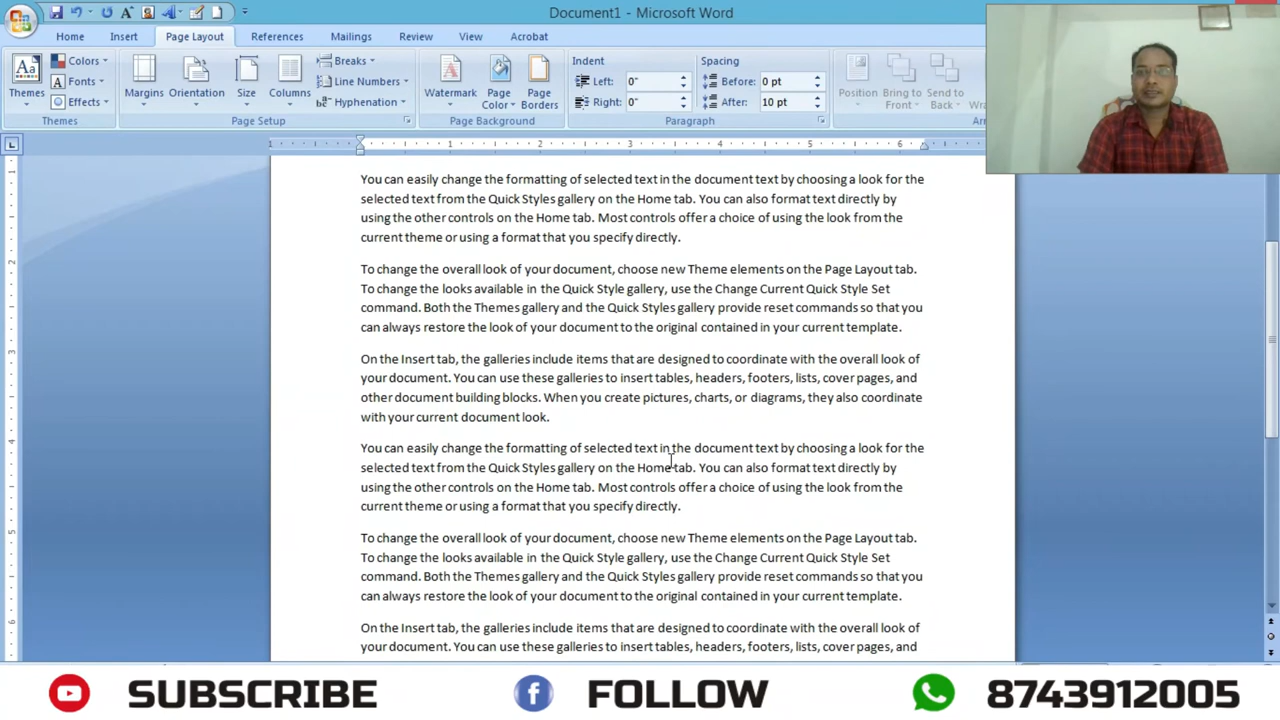 Document1 - Microsoft Word
Home Insert Page Layout References Mailings Review View Acrobat
Themes Colors Fonts Effects Themes
Margins Orientation Size Columns Breaks Line Numbers Hyphenation Page Setup
Watermark Page Color Page Borders Page Background
Indent Left: 0" Right: 0" Spacing Before: 0 pt After: 10 pt Paragraph
Position Bring to Front Send to Back
1 1 2 3 4 5 6
1
2
3
4
5
6
You can easily change the formatting of selected text in the document text by choosing a look for the
selected text from the Quick Styles gallery on the Home tab. You can also format text directly by
using the other controls on the Home tab. Most controls offer a choice of using the look from the
current theme or using a format that you specify directly.
To change the overall look of your document, choose new Theme elements on the Page Layout tab.
To change the looks available in the Quick Style gallery, use the Change Current Quick Style Set
command. Both the Themes gallery and the Quick Styles gallery provide reset commands so that you
can always restore the look of your document to the original contained in your current template.
On the Insert tab, the galleries include items that are designed to coordinate with the overall look of
your document. You can use these galleries to insert tables, headers, footers, lists, cover pages, and
other document building blocks. When you create pictures, charts, or diagrams, they also coordinate
with your current document look.
You can easily change the formatting of selected text in the document text by choosing a look for the
selected text from the Quick Styles gallery on the Home tab. You can also format text directly by
using the other controls on the Home tab. Most controls offer a choice of using the look from the
current theme or using a format that you specify directly.
To change the overall look of your document, choose new Theme elements on the Page Layout tab.
To change the looks available in the Quick Style gallery, use the Change Current Quick Style Set
command. Both the Themes gallery and the Quick Styles gallery provide reset commands so that you
can always restore the look of your document to the original contained in your current template.
On the Insert tab, the galleries include items that are designed to coordinate with the overall look of
your document. You can use these galleries to insert tables, headers, footers, lists, cover pages, and
SUBSCRIBE FOLLOW 8743912005